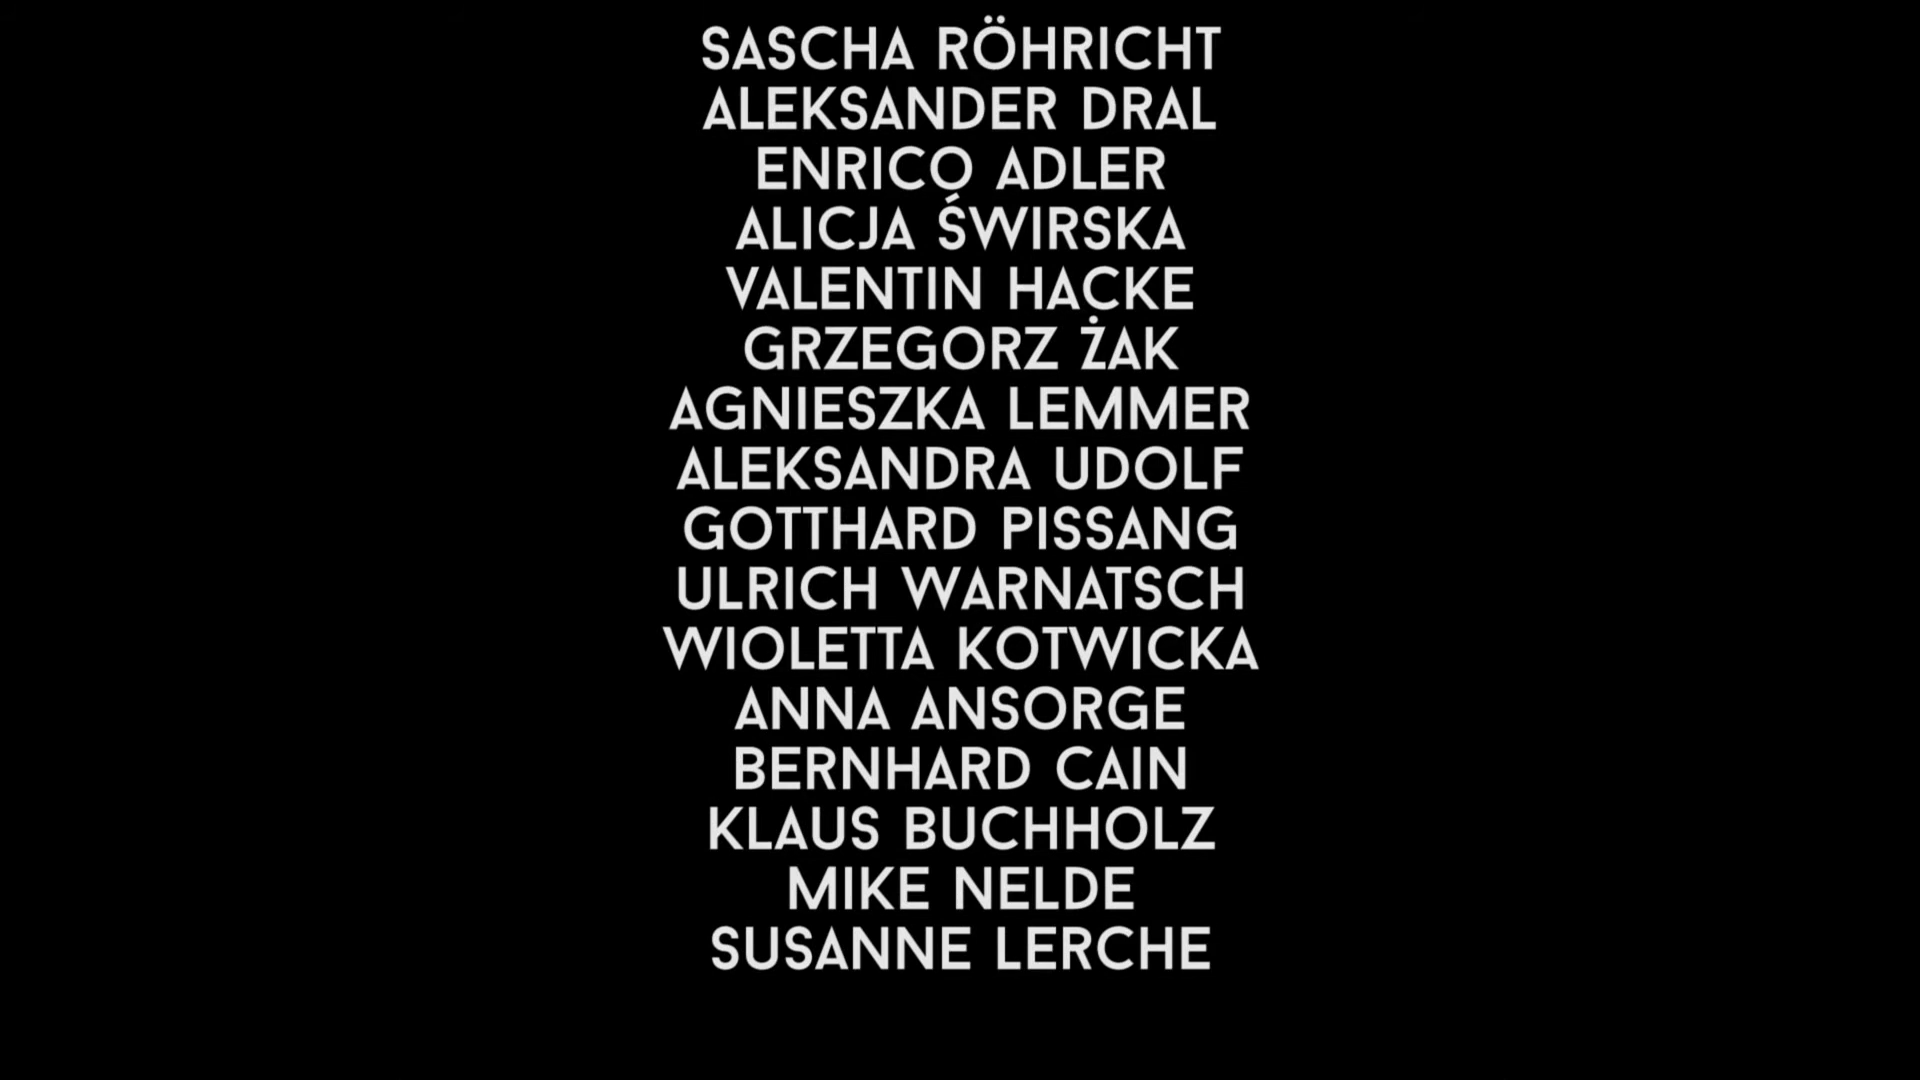 SASCHA RÖHRICHT
ALEKSANDER DRAL
ENRICO ADLER
ALICJA ŚWIRSKA
VALENTIN HACKE
GRZEGORZ ŻAK
AGNIESZKA LEMMER
ALEKSANDRA UDOLF
GOTTHARD PISSANG
ULRICH WARNATSCH
WIOLETTA KOTWICKA
ANNA ANSORGE
BERNHARD CAIN
KLAUS BUCHHOLZ
MIKE NELDE
SUSANNE LERCHE